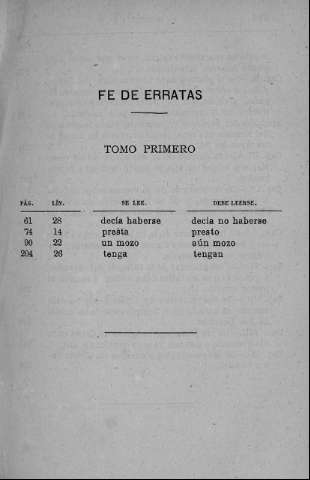 FE DE ERRATAS
TOMO PRIMERO
PÁG. LÍN. SE LEE. DEBE LEERSE.
61 28 decía haberse decía no haberse
74 14 presta presto
90 22 un mozo aún mozo
204 26 tenga tengan